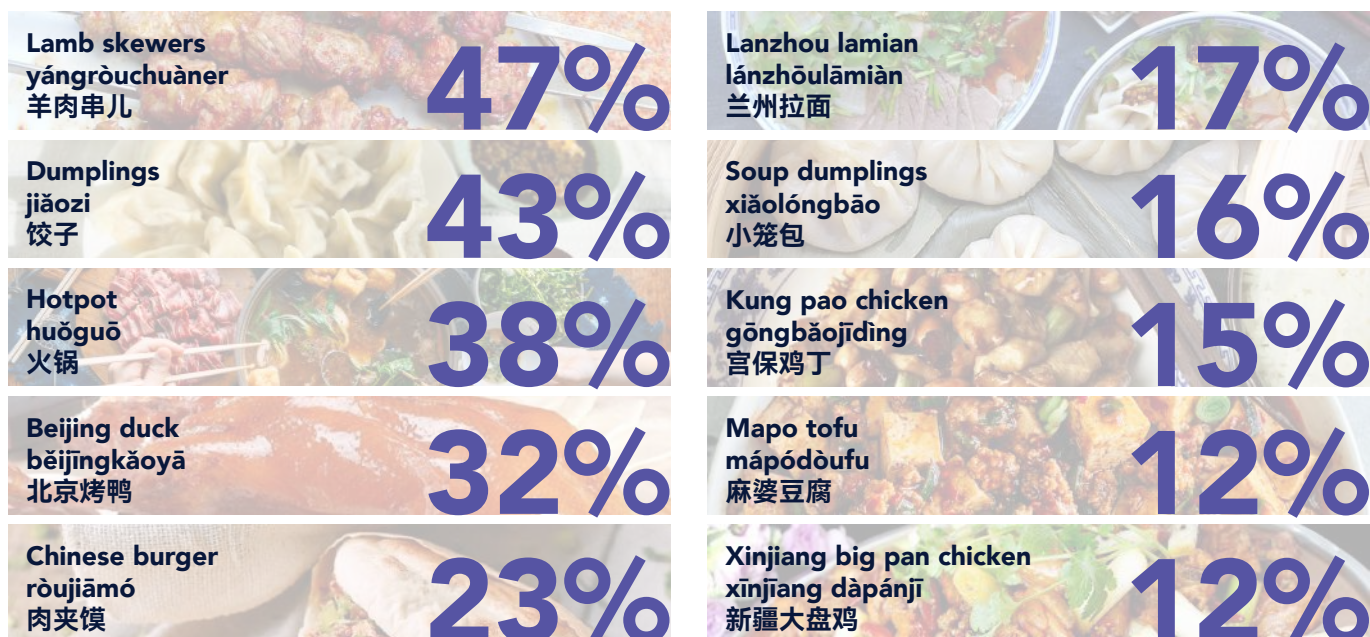 Lamb skewers
yángròuchuàner
羊肉串儿
47%
Dumplings
jiǎozi
饺子
43%
Hotpot
huǒguō
火锅
38%
Beijing duck
běijīngkǎoyā
北京烤鸭
32%
Chinese burger
ròujiāmó
肉夹馍
23%
Lanzhou lamian
lánzhōulāmiàn
兰州拉面
17%
Soup dumplings
xiǎolóngbāo
小笼包
16%
Kung pao chicken
gōngbǎojīdìng
宫保鸡丁
15%
Mapo tofu
mápódòufu
麻婆豆腐
12%
Xinjiang big pan chicken
xīnjīang dàpánjī
新疆大盘鸡
12%